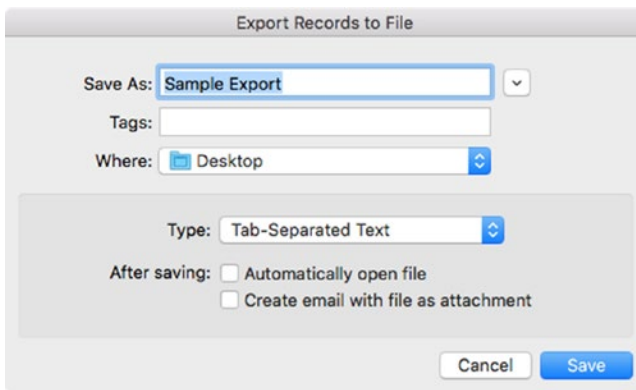 Export Records to File
Save As: Sample Export
Tags:
Where: Desktop
Type: Tab-Separated Text
After saving: Automatically open file
Create email with file as attachment
Cancel Save